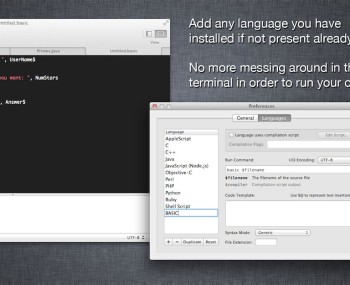 ntitled.basic
Add any language you have
installed if not present already
View
Primes.java
Untitled.basic
", UserName$
No more messing around in th
you want: ", NumStars
terminal in order to run your c
, Answer$
Preferences
General
Languages
Language
AppleScript
C
C++
Java
JavaScript (Node.js)
Objective-C
Perl
PHP
Python
Ruby
Shell Script
BASIC
+ - Duplicate Reset
Language uses compilation script
Edit Script...
Compilation Flags:
Run Command:
I/O Encoding: UTF-8
basic $filename
$filename The filename of the source file
$compiler Compilation script output
Code Template:
Use %@ to represent text insertion
Syntax Mode: Generic
File Extension:
UTF-8